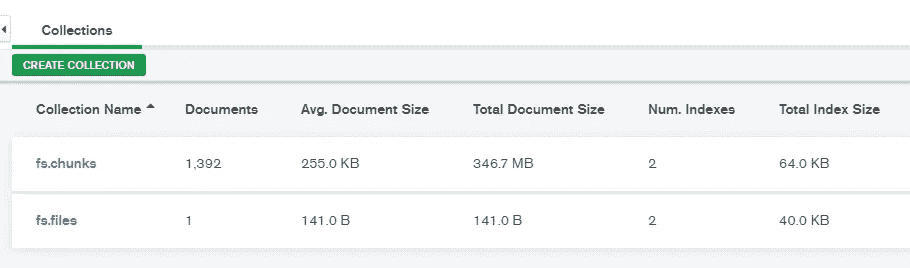 Collections
CREATE COLLECTION
Collection Name Documents Avg. Document Size Total Document Size Num. Indexes Total Index Size
fs.chunks 1,392 255.0 KB 346.7 MB 2 64.0 KB
fs.files 1 141.0 B 141.0 B 2 40.0 KB